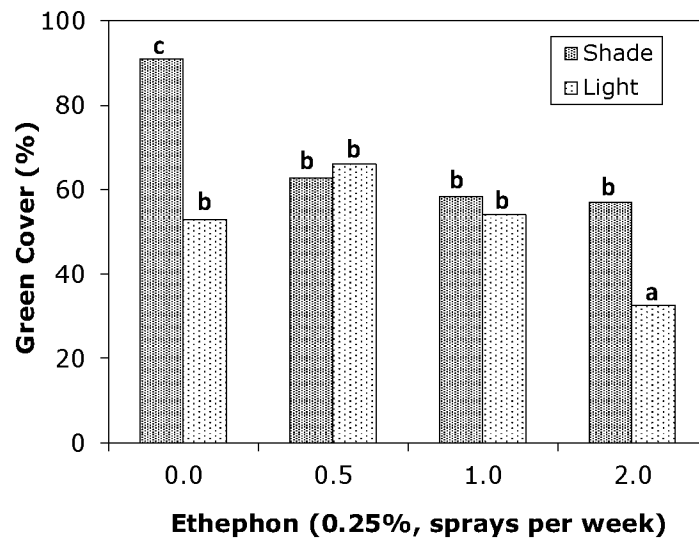 100
80
60
40
20
0
Green Cover (%)
c
b
b
b
b
b
b
a
Shade
Light
0.0
0.5
1.0
2.0
Ethephon (0.25%, sprays per week)